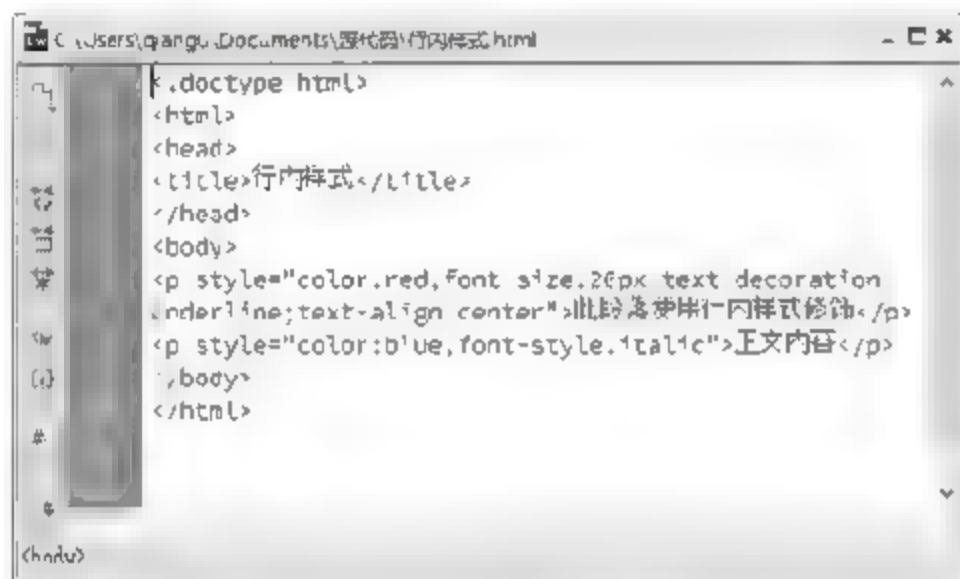 C:\Users\qiangu\Documents\源代码\行内样式.html
<!doctype html>
<html>
<head>
<title>行内样式</title>
</head>
<body>
<p style="color:red;font-size:20px;text-decoration
underline;text-align:center">此段落使用行内样式修饰</p>
<p style="color:blue;font-style:italic">正文内容</p>
</body>
</html>
<body>